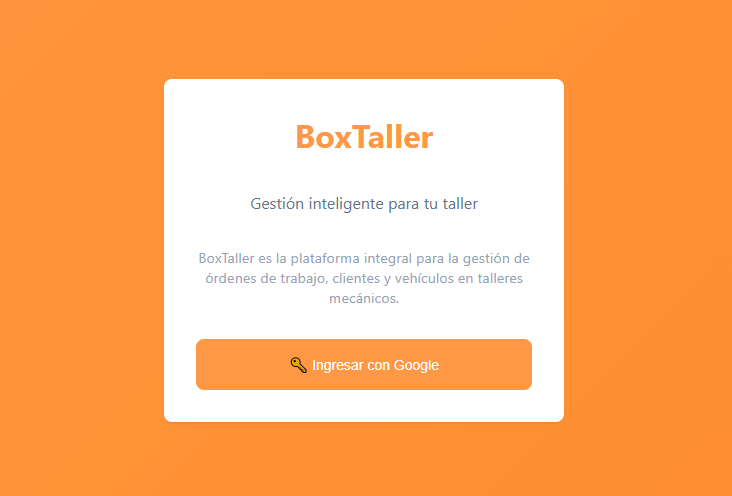 BoxTaller
Gestión inteligente para tu taller
BoxTaller es la plataforma integral para la gestión de
órdenes de trabajo, clientes y vehículos en talleres
mecánicos.
🔑 Ingresar con Google